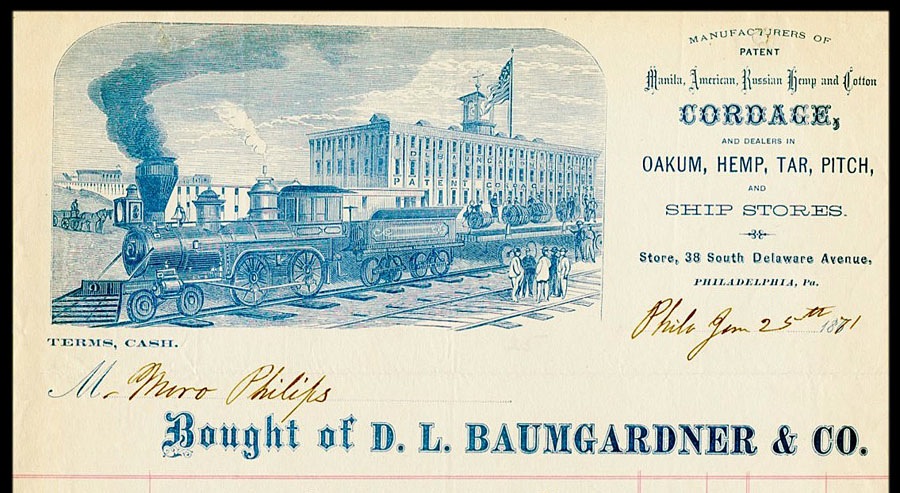 MANUFACTURERS OF
PATENT
Manila, American, Russian Hemp and Cotton
CORDAGE,
AND DEALERS IN
OAKUM, HEMP, TAR, PITCH,
AND
SHIP STORES.
Store, 38 South Delaware Avenue,
PHILADELPHIA, Pa.
Phila Jan 25th 1871
PATENT CORDAGE
TERMS, CASH.
M. Moro Philips
Bought of D. L. BAUMGARDNER & CO.